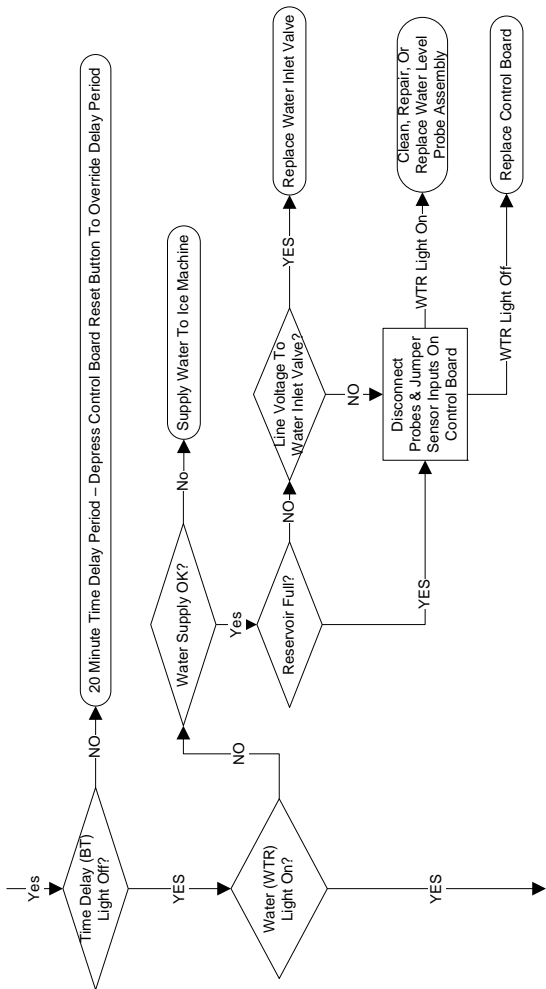 Yes
Time Delay (BT)
Light Off?
NO
20 Minute Time Delay Period – Depress Control Board Reset Button To Override Delay Period
YES
Water (WTR)
Light On?
NO
Water Supply OK?
No
Supply Water To Ice Machine
Yes
Reservoir Full?
NO
Line Voltage To
Water Inlet Valve?
YES
Replace Water Inlet Valve
NO
YES
Disconnect
Probes & Jumper
Sensor Inputs On
Control Board
WTR Light On
Clean, Repair, Or
Replace Water Level
Probe Assembly
WTR Light Off
Replace Control Board
YES